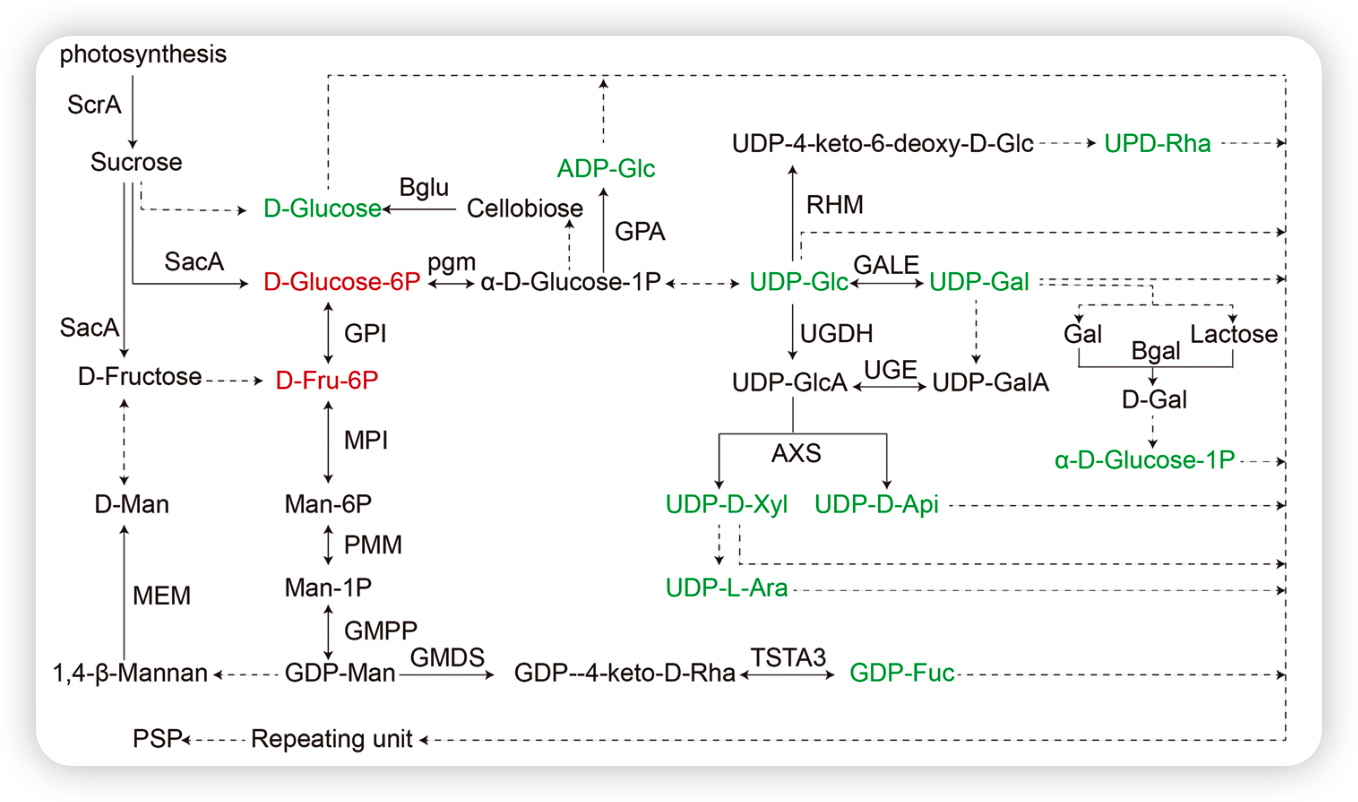 photosynthesis
ScrA
Sucrose
UDP-4-keto-6-deoxy-D-Glc
UPD-Rha
ADP-Glc
Bglu
D-Glucose
Cellobiose
GPA
RHM
SacA
D-Glucose-6P
pgm
α-D-Glucose-1P
UDP-Glc
GALE
UDP-Gal
SacA
GPI
UGDH
Gal
Lactose
Bgal
D-Fructose
D-Fru-6P
UDP-GlcA
UGE
UDP-GalA
D-Gal
MPI
AXS
α-D-Glucose-1P
D-Man
Man-6P
UDP-D-Xyl
UDP-D-Api
PMM
MEM
Man-1P
UDP-L-Ara
GMPP
1,4-β-Mannan
GDP-Man
GMDS
GDP--4-keto-D-Rha
TSTA3
GDP-Fuc
PSP
Repeating unit